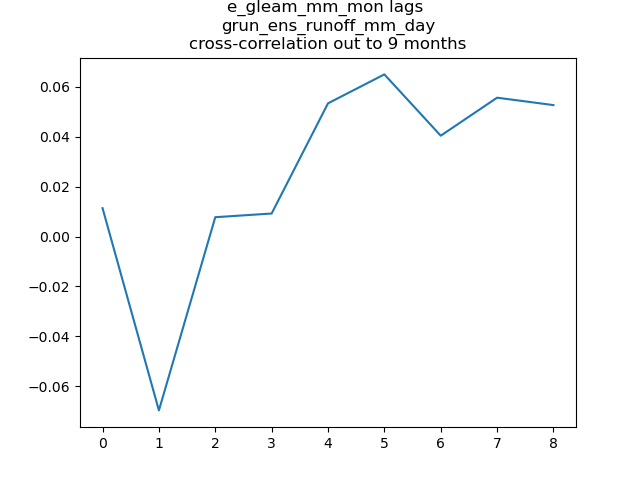 e_gleam_mm_mon lags
grun_ens_runoff_mm_day
cross-correlation out to 9 months
0.06
0.04
0.02
0.00
−0.02
−0.04
−0.06
0 1 2 3 4 5 6 7 8